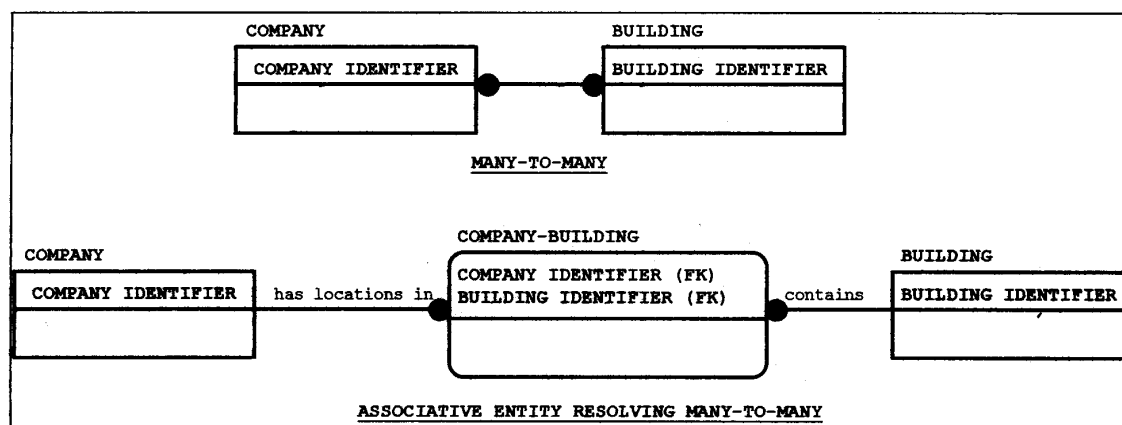 COMPANY
BUILDING
COMPANY IDENTIFIER
BUILDING IDENTIFIER
MANY-TO-MANY
COMPANY-BUILDING
COMPANY
BUILDING
COMPANY IDENTIFIER (FK)
COMPANY IDENTIFIER
has locations in
BUILDING IDENTIFIER (FK)
contains
BUILDING IDENTIFIER
ASSOCIATIVE ENTITY RESOLVING MANY-TO-MANY